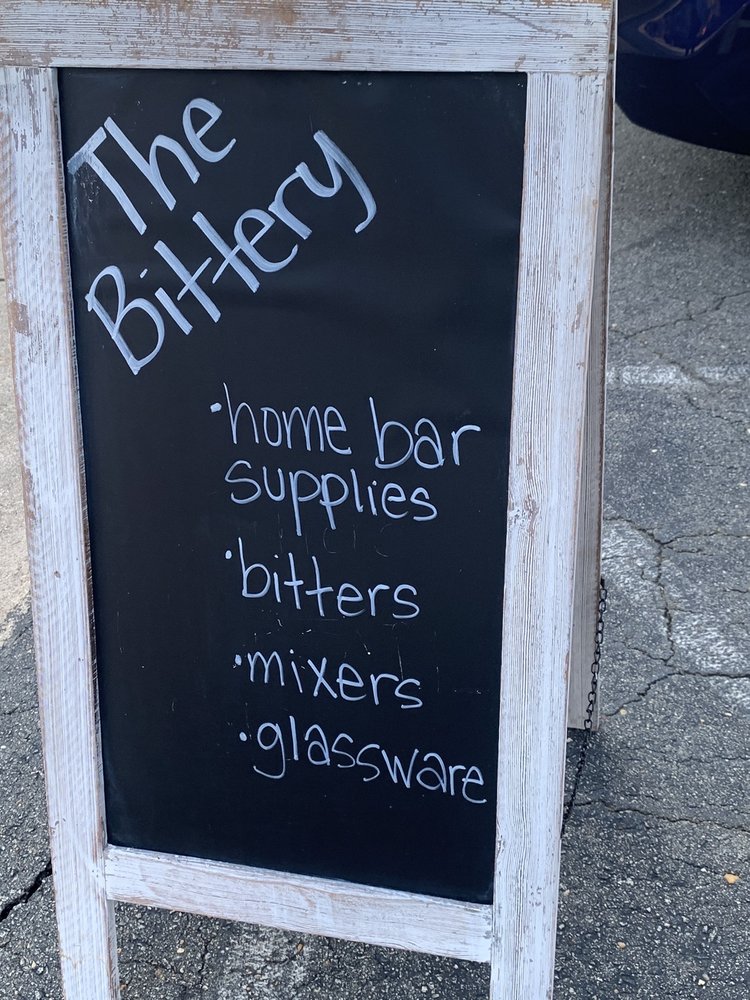 The
Bittery
·home bar
supplies
·bitters
·mixers
·glassware